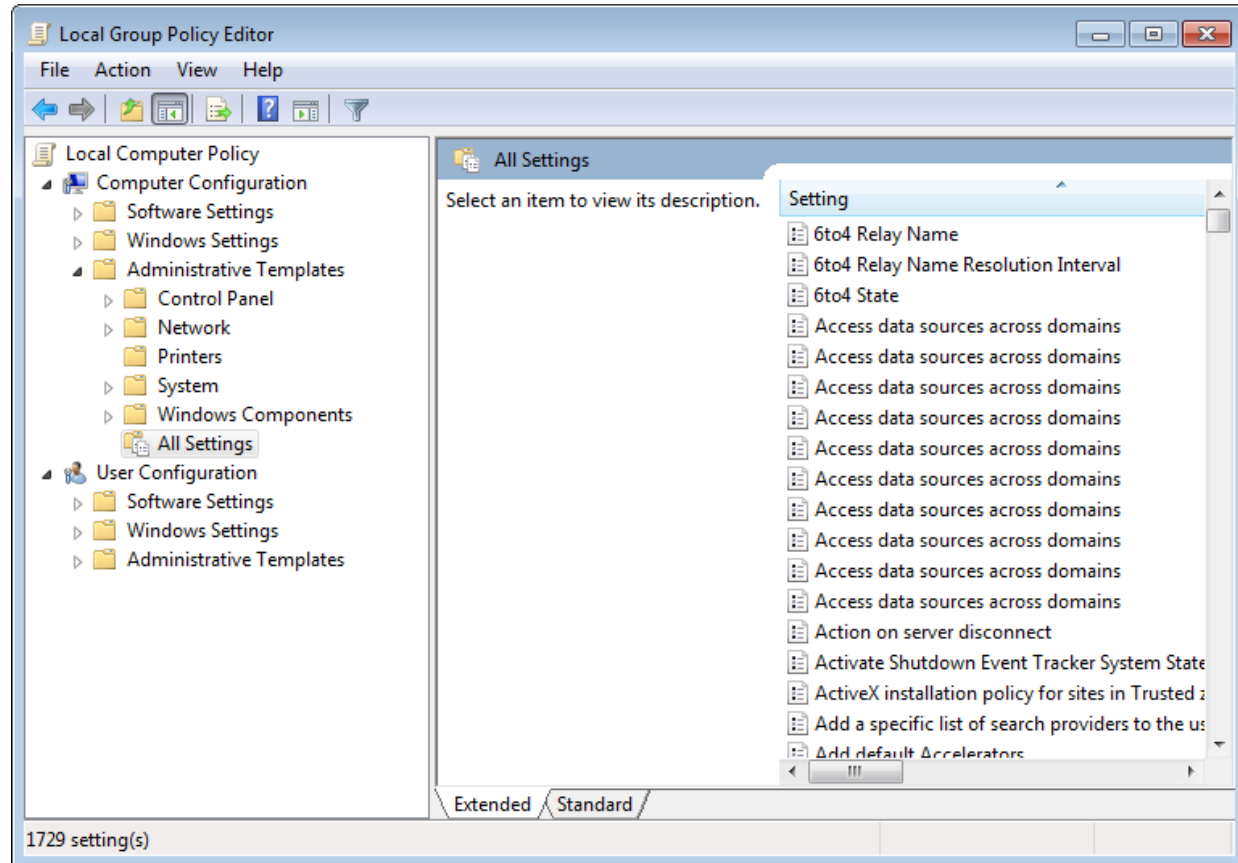 Local Group Policy Editor
File Action View Help
Local Computer Policy
Computer Configuration
Software Settings
Windows Settings
Administrative Templates
Control Panel
Network
Printers
System
Windows Components
All Settings
User Configuration
Software Settings
Windows Settings
Administrative Templates
All Settings
Select an item to view its description.
Setting
6to4 Relay Name
6to4 Relay Name Resolution Interval
6to4 State
Access data sources across domains
Access data sources across domains
Access data sources across domains
Access data sources across domains
Access data sources across domains
Access data sources across domains
Access data sources across domains
Access data sources across domains
Access data sources across domains
Access data sources across domains
Action on server disconnect
Activate Shutdown Event Tracker System State
ActiveX installation policy for sites in Trusted z
Add a specific list of search providers to the us
Add default Accelerators
Extended Standard
1729 setting(s)